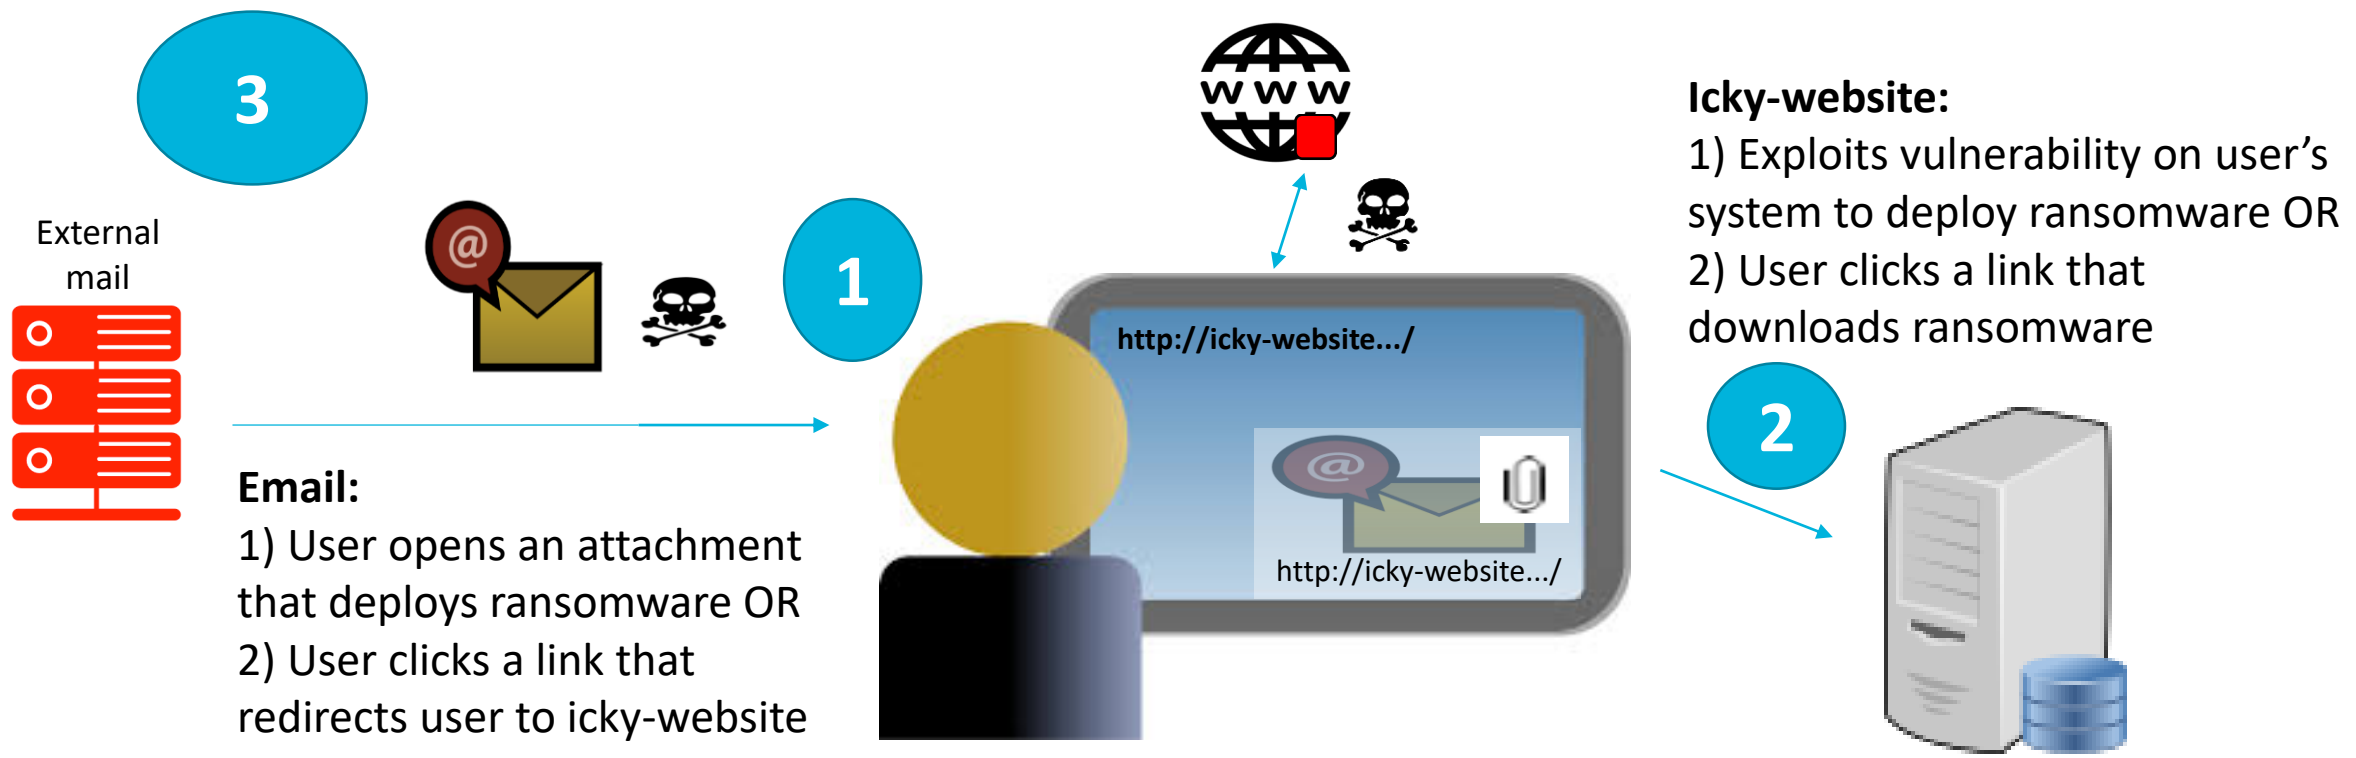 3
External
mail
@
1
Email:
1) User opens an attachment
that deploys ransomware OR
2) User clicks a link that
redirects user to icky-website
W W W
http://icky-website.../
@
http://icky-website.../
Icky-website:
1) Exploits vulnerability on user’s
system to deploy ransomware OR
2) User clicks a link that
downloads ransomware
2